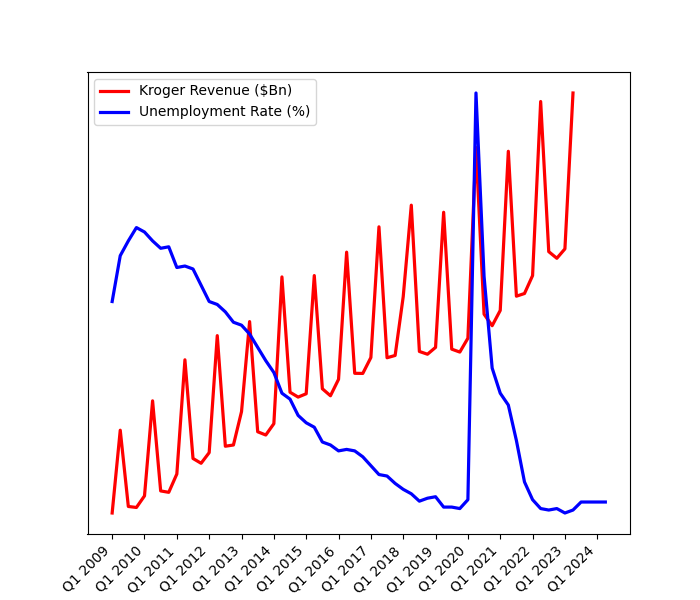 Kroger Revenue ($Bn)
Unemployment Rate (%)
Q1 2009
Q1 2010
Q1 2011
Q1 2012
Q1 2013
Q1 2014
Q1 2015
Q1 2016
Q1 2017
Q1 2018
Q1 2019
Q1 2020
Q1 2021
Q1 2022
Q1 2023
Q1 2024